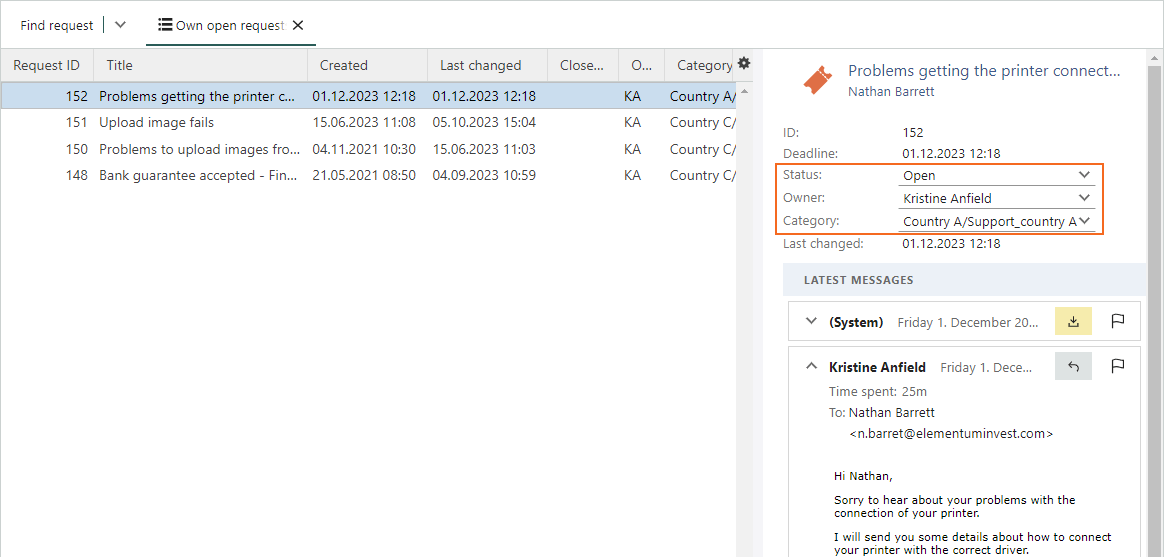 Find request
Own open request
Request ID Title Created Last changed Close... O... Category
152 Problems getting the printer c... 01.12.2023 12:18 01.12.2023 12:18 KA Country A/
151 Upload image fails 15.06.2023 11:08 05.10.2023 15:04 KA Country C/
150 Problems to upload images fro... 04.11.2021 10:30 15.06.2023 11:03 KA Country C/
148 Bank guarantee accepted - Fin... 21.05.2021 08:50 04.09.2023 10:59 KA Country C/
Problems getting the printer connect...
Nathan Barrett
ID: 152
Deadline: 01.12.2023 12:18
Status: Open
Owner: Kristine Anfield
Category: Country A/Support_country A
Last changed: 01.12.2023 12:18
LATEST MESSAGES
(System) Friday 1. December 20...
Kristine Anfield Friday 1. Dece...
Time spent: 25m
To: Nathan Barrett
<n.barret@elementuminvest.com>
Hi Nathan,
Sorry to hear about your problems with the
connection of your printer.
I will send you some details about how to connect
your printer with the correct driver.